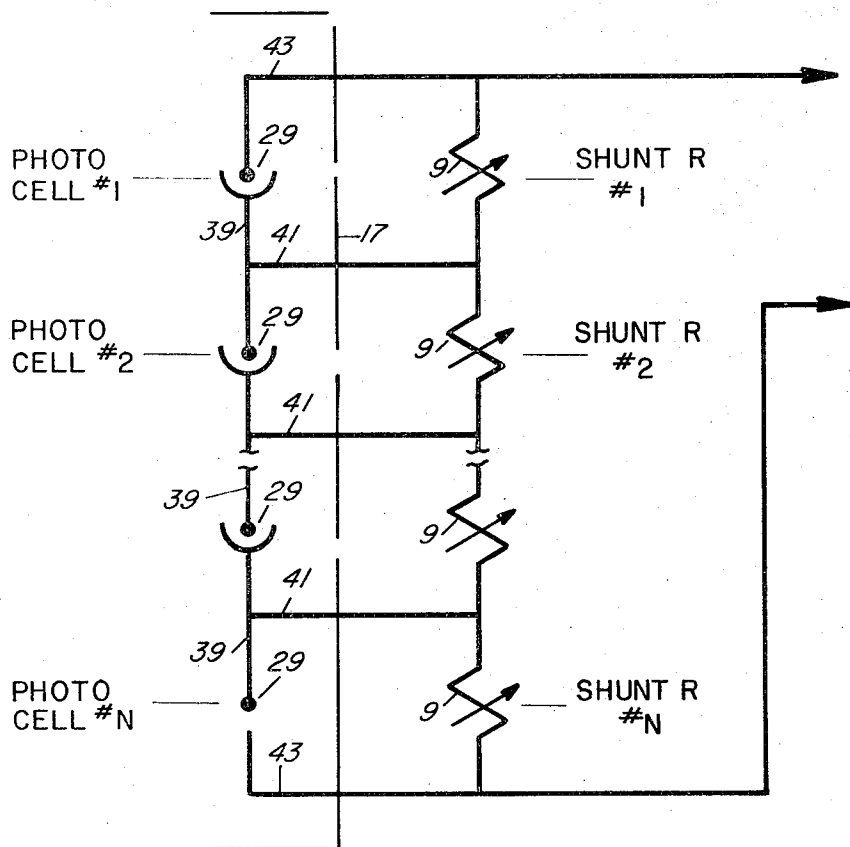 43
PHOTO
CELL #1
29
9
SHUNT R
#1
39
41
17
PHOTO
CELL #2
29
9
SHUNT R
#2
41
39
29
9
41
39
PHOTO
CELL #N
29
9
SHUNT R
#N
43